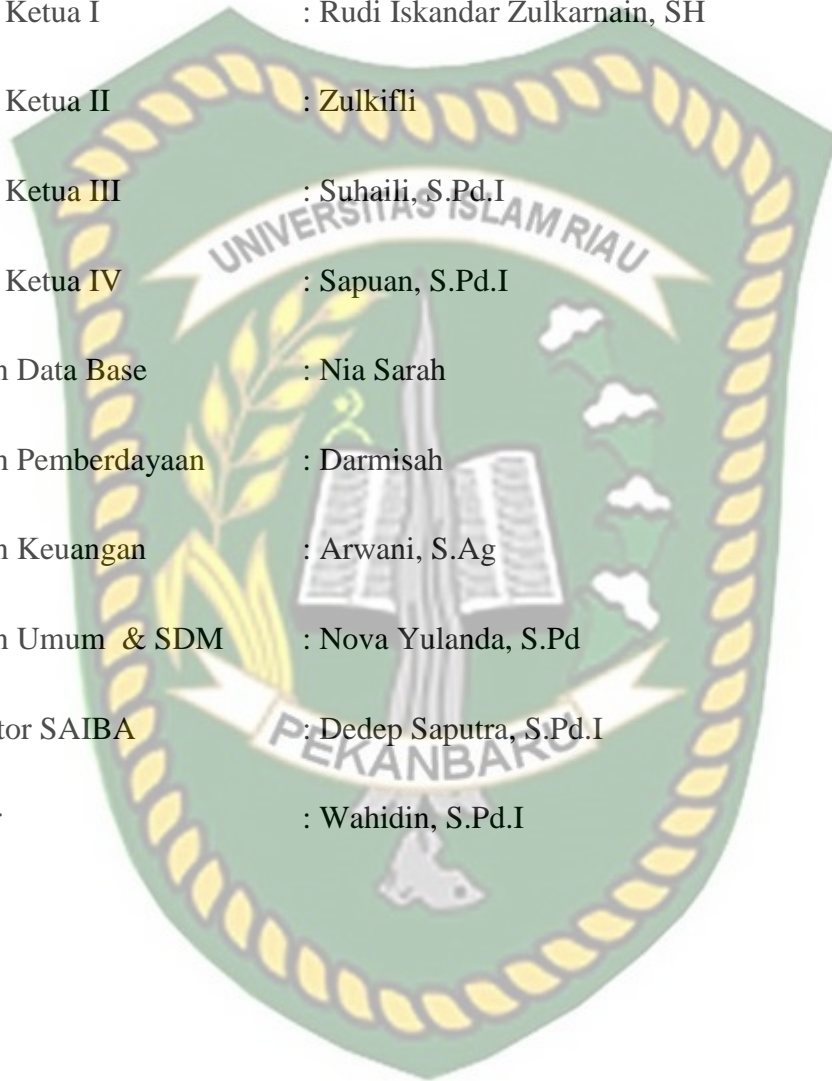 Ketua I : Rudi Iskandar Zulkarnain, SH
Ketua II : Zulkifli
Ketua III : Suhaili, S.Pd.I
UNIVERSITAS ISLAM RIAU
Ketua IV : Sapuan, S.Pd.I
n Data Base : Nia Sarah
n Pemberdayaan : Darmisah
n Keuangan : Arwani, S.Ag
n Umum & SDM : Nova Yulanda, S.Pd
tor SAIBA : Dedep Saputra, S.Pd.I
PEKANBARU
: Wahidin, S.Pd.I